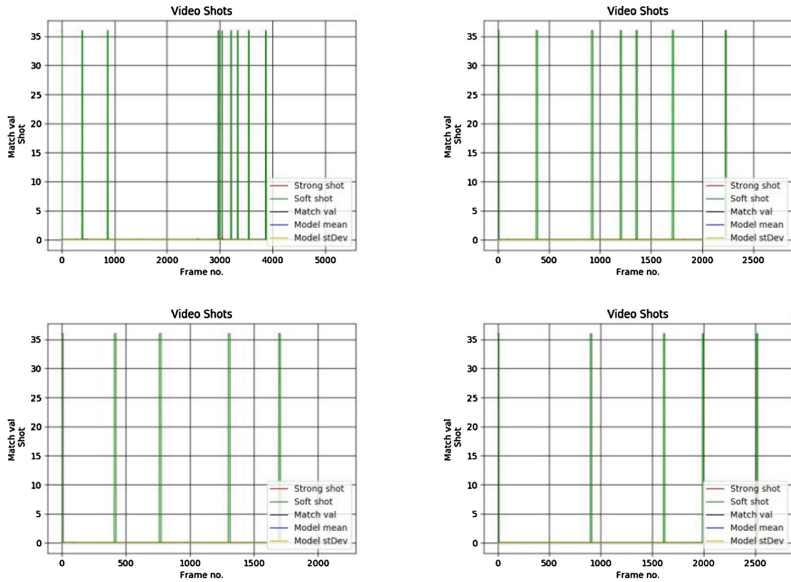 Video Shots
35
30
25
20
15
10
5
0
Match val
Shot
Strong shot
Soft shot
Match val
Model mean
Model stDev
0 1000 2000 3000 4000 5000
Frame no.
Video Shots
35
30
25
20
15
10
5
0
Match val
Shot
Strong shot
Soft shot
Match val
Model mean
Model stDev
0 500 1000 1500 2000 2500
Frame no.
Video Shots
35
30
25
20
15
10
5
0
Match val
Shot
Strong shot
Soft shot
Match val
Model mean
Model stDev
0 500 1000 1500 2000
Frame no.
Video Shots
35
30
25
20
15
10
5
0
Match val
Shot
Strong shot
Soft shot
Match val
Model mean
Model stDev
0 500 1000 1500 2000 2500
Frame no.